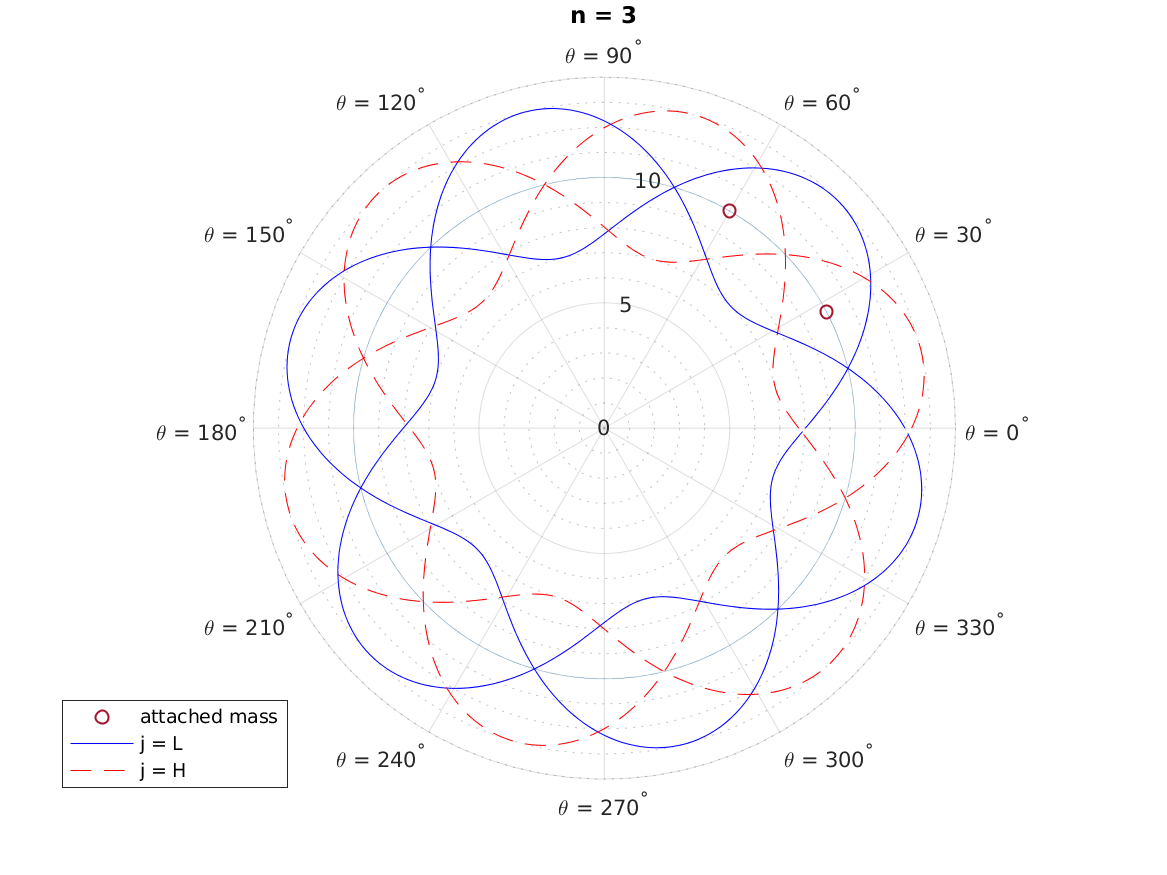 n = 3
θ = 90°
θ = 120°
θ = 60°
10
θ = 150°
θ = 30°
5
θ = 180°
0
θ = 0°
θ = 210°
θ = 330°
attached mass
j = L
j = H
θ = 240°
θ = 300°
θ = 270°